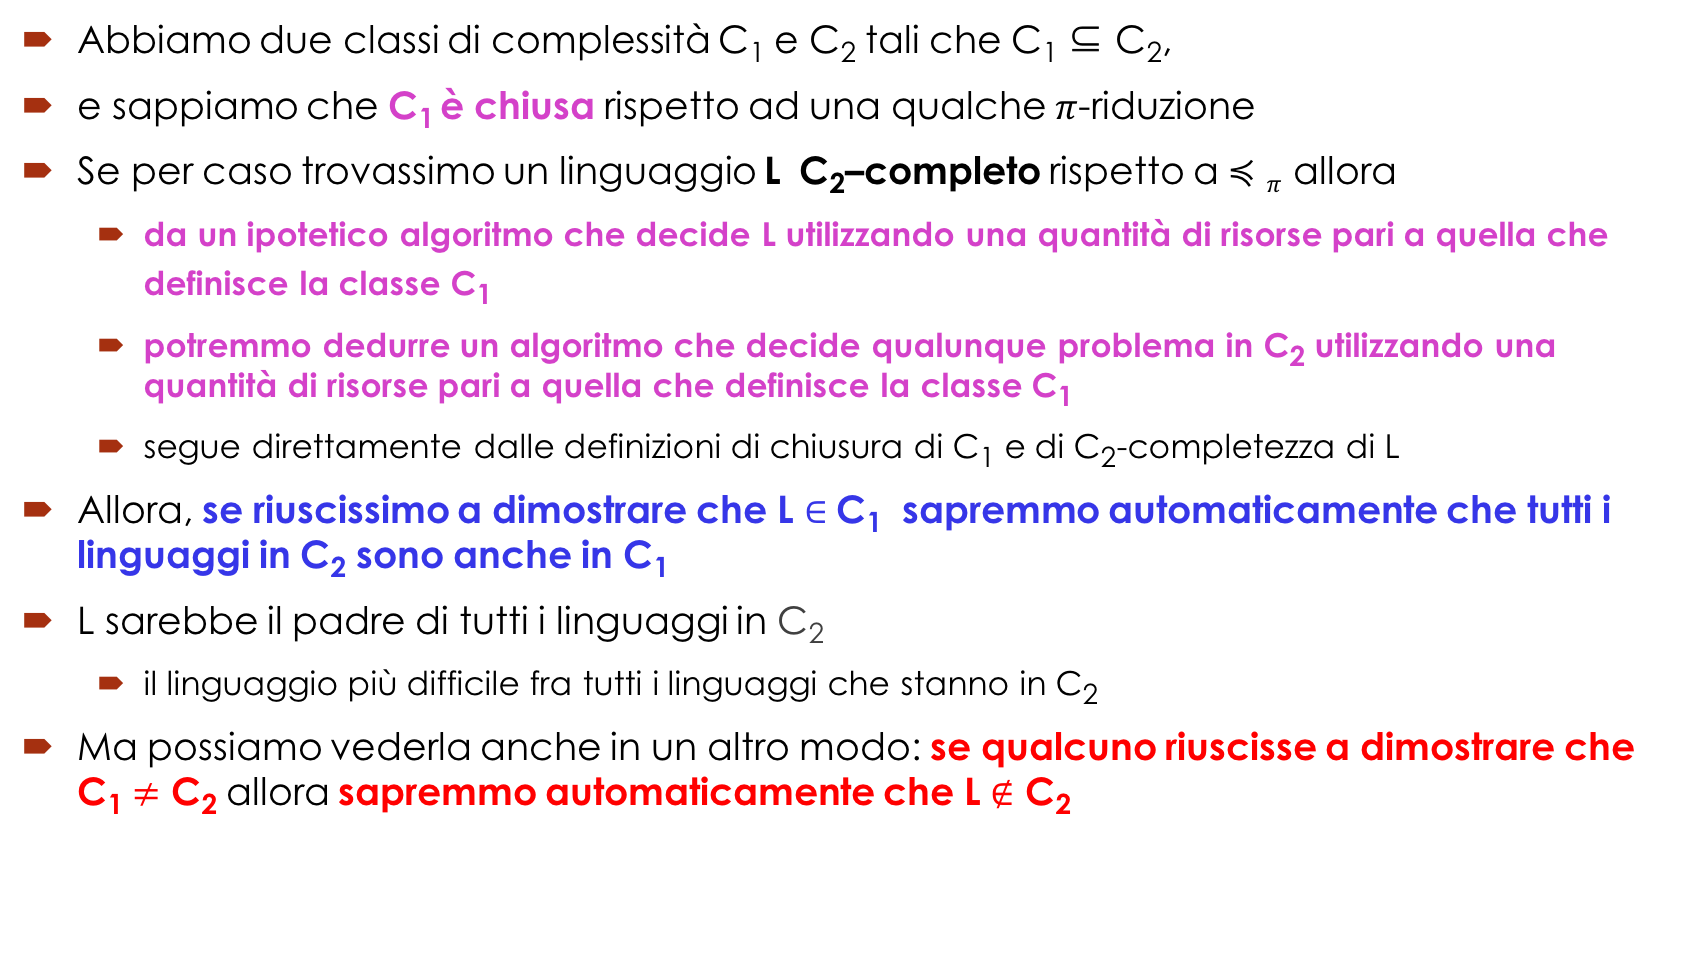 Abbiamo due classi di complessità C1 e C2 tali che C1 ⊆ C2,
e sappiamo che C1 è chiusa rispetto ad una qualche 𝜋-riduzione
Se per caso trovassimo un linguaggio L C2–completo rispetto a ≼ 𝜋 allora
da un ipotetico algoritmo che decide L utilizzando una quantità di risorse pari a quella che
definisce la classe C1
potremmo dedurre un algoritmo che decide qualunque problema in C2 utilizzando una
quantità di risorse pari a quella che definisce la classe C1
segue direttamente dalle definizioni di chiusura di C1 e di C2-completezza di L
Allora, se riuscissimo a dimostrare che L ∈ C1 sapremmo automaticamente che tutti i
linguaggi in C2 sono anche in C1
L sarebbe il padre di tutti i linguaggi in C2
il linguaggio più difficile fra tutti i linguaggi che stanno in C2
Ma possiamo vederla anche in un altro modo: se qualcuno riuscisse a dimostrare che
C1 ≠ C2 allora sapremmo automaticamente che L ∉ C2